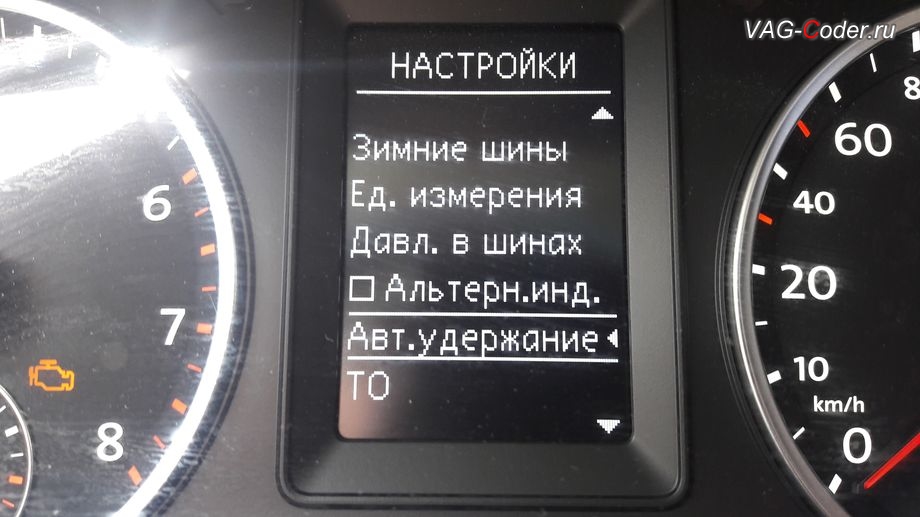 VAG-Coder.ru
НАСТРОЙКИ
Зимние шины
Ед. измерения
Давл. в шинах
Альтерн.инд.
Авт.удержание
ТО
6
7
8
8
60
40
20
10
km/h
0